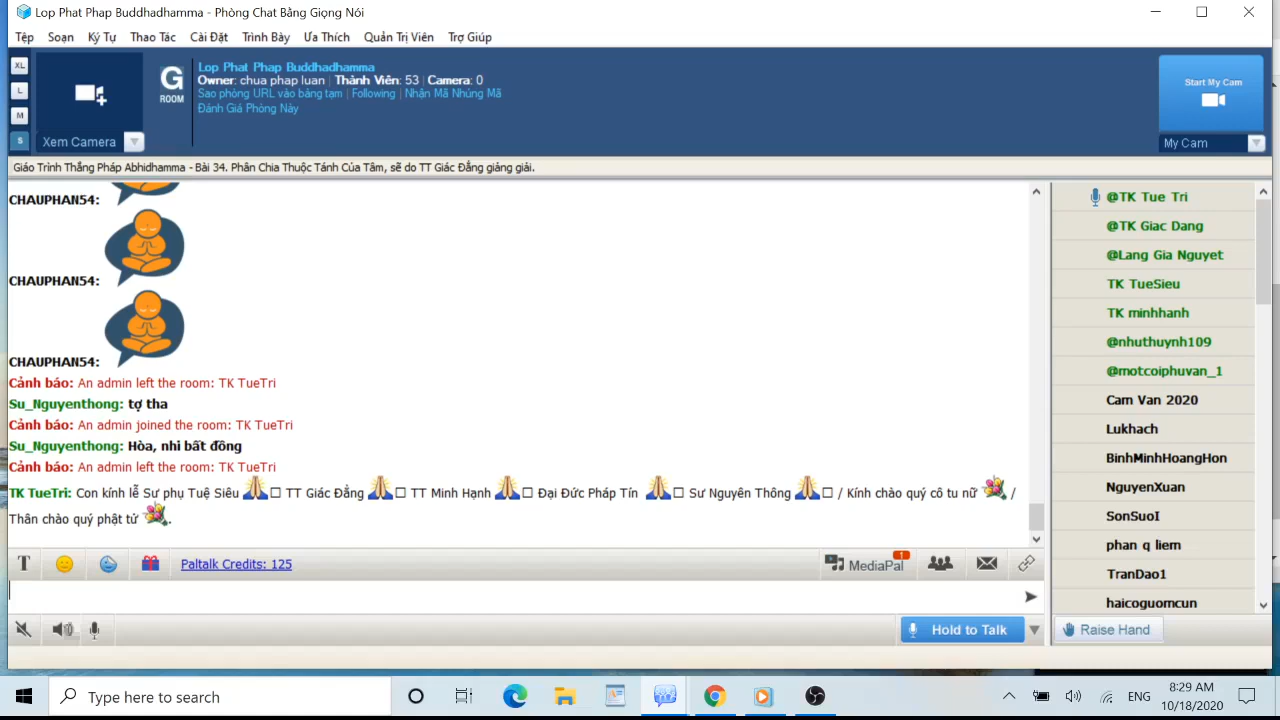 Lop Phat Phap Buddhadhamma - Phòng Chat Bằng Giọng Nói
Tệp Soạn Ký Tự Thao Tác Cài Đặt Trình Bày Ưa Thích Quản Trị Viên Trợ Giúp
XL
L
M
S
Xem Camera
G
ROOM
Lop Phat Phap Buddhadhamma
Owner: chua phap luan | Thành Viên: 53 | Camera: 0
Sao phòng URL vào bảng tạm | Following | Nhận Mã Nhúng Mã
Đánh Giá Phòng Này
Start My Cam
My Cam
Giáo Trình Thắng Pháp Abhidhamma - Bài 34. Phân Chia Thuộc Tánh Của Tâm, sẽ do TT Giác Đẳng giảng giải.
CHAUPHAN54:
CHAUPHAN54:
CHAUPHAN54:
Cảnh báo: An admin left the room: TK TueTri
Su_Nguyenthong: tợ tha
Cảnh báo: An admin joined the room: TK TueTri
Su_Nguyenthong: Hòa, nhi bất đồng
Cảnh báo: An admin left the room: TK TueTri
TK TueTri: Con kính lễ Sư phụ Tuệ Siêu 🙏□ TT Giác Đẳng 🙏□ TT Minh Hạnh 🙏□ Đại Đức Pháp Tín 🙏□ Sư Nguyên Thông 🙏□ / Kính chào quý cô tu nữ 💐 /
Thân chào quý phật tử 💐.
@TK Tue Tri
@TK Giac Dang
@Lang Gia Nguyet
TK TueSieu
TK minhhanh
@nhuthuynh109
@motcoiphuvan_1
Cam Van 2020
Lukhach
BinhMinhHoangHon
NguyenXuan
SonSuoI
phan q liem
TranDao1
haicoguomcun
T Paltalk Credits: 125 MediaPal 1
Hold to Talk
Raise Hand
Type here to search
ENG
8:29 AM
10/18/2020